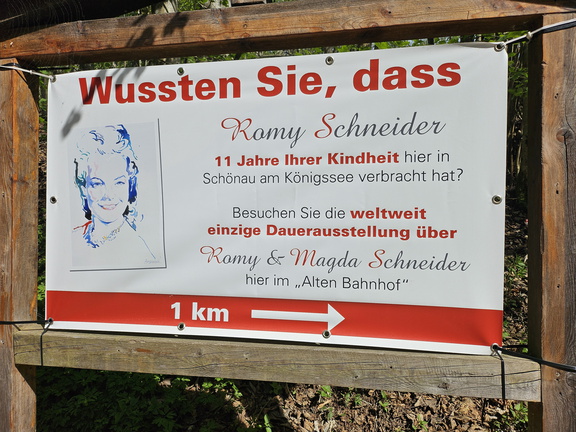 Wussten Sie, dass
Romy Schneider
11 Jahre Ihrer Kindheit hier in
Schönau am Königssee verbracht hat?
Besuchen Sie die weltweit
einzige Dauerausstellung über
Romy & Magda Schneider
hier im „Alten Bahnhof“
1 km